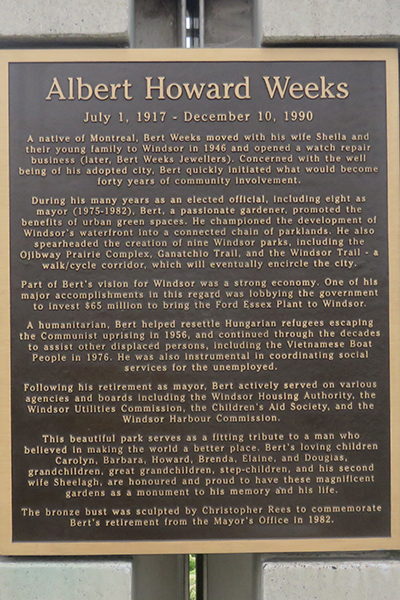 Albert Howard Weeks
July 1, 1917 - December 10, 1990
A native of Montreal, Bert Weeks moved with his wife Sheila and
their young family to Windsor in 1946 and opened a watch repair
business (later, Bert Weeks Jewellers). Concerned with the well
being of his adopted city, Bert quickly initiated what would become
forty years of community involvement.
During his many years as an elected official, including eight as
mayor (1975-1982), Bert, a passionate gardener, promoted the
benefits of urban green spaces. He championed the development of
Windsor's waterfront into a connected chain of parklands. He also
spearheaded the creation of nine Windsor parks, including the
Ojibway Prairie Complex, Ganatchio Trail, and the Windsor Trail - a
walk/cycle corridor, which will eventually encircle the city.
Part of Bert's vision for Windsor was a strong economy. One of his
major accomplishments in this regard was lobbying the government
to invest $65 million to bring the Ford Essex Plant to Windsor.
A humanitarian, Bert helped resettle Hungarian refugees escaping
the Communist uprising in 1956, and continued through the decades
to assist other displaced persons, including the Vietnamese Boat
People in 1976. He was also instrumental in coordinating social
services for the unemployed.
Following his retirement as mayor, Bert actively served on various
agencies and boards including the Windsor Housing Authority, the
Windsor Utilities Commission, the Children's Aid Society, and the
Windsor Harbour Commission.
This beautiful park serves as a fitting tribute to a man who
believed in making the world a better place. Bert's loving children
Carolyn, Barbara, Howard, Brenda, Elaine, and Douglas,
grandchildren, great grandchildren, step-children, and his second
wife Sheelagh, are honoured and proud to have these magnificent
gardens as a monument to his memory and his life.
The bronze bust was sculpted by Christopher Rees to commemorate
Bert's retirement from the Mayor's Office in 1982.